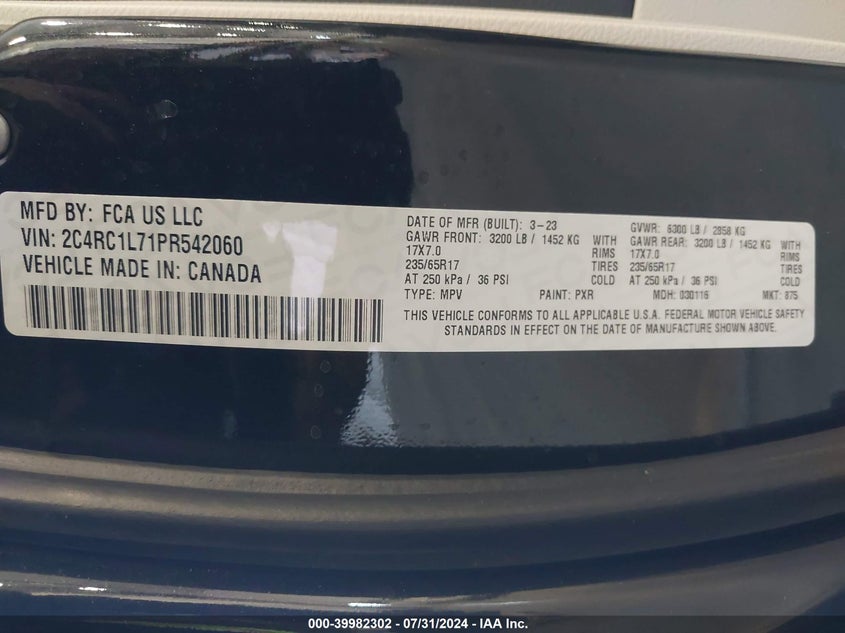 MFD BY: FCA US LLC
VIN: 2C4RC1L71PR542060
VEHICLE MADE IN: CANADA
DATE OF MFR (BUILT): 3-23
GVWR: 6300 LB / 2858 KG
GAWR FRONT: 3200 LB / 1452 KG WITH
GAWR REAR: 3200 LB / 1452 KG WITH
17X7.0 RIMS
17X7.0 RIMS
235/65R17 TIRES
235/65R17 TIRES
AT 250 kPa / 36 PSI COLD
AT 250 kPa / 36 PSI COLD
TYPE: MPV PAINT: PXR MDH: 030116 MKT: 875
THIS VEHICLE CONFORMS TO ALL APPLICABLE U.S.A. FEDERAL MOTOR VEHICLE SAFETY
STANDARDS IN EFFECT ON THE DATE OF MANUFACTURE SHOWN ABOVE.
000-39982302 - 07/31/2024 - IAA Inc.